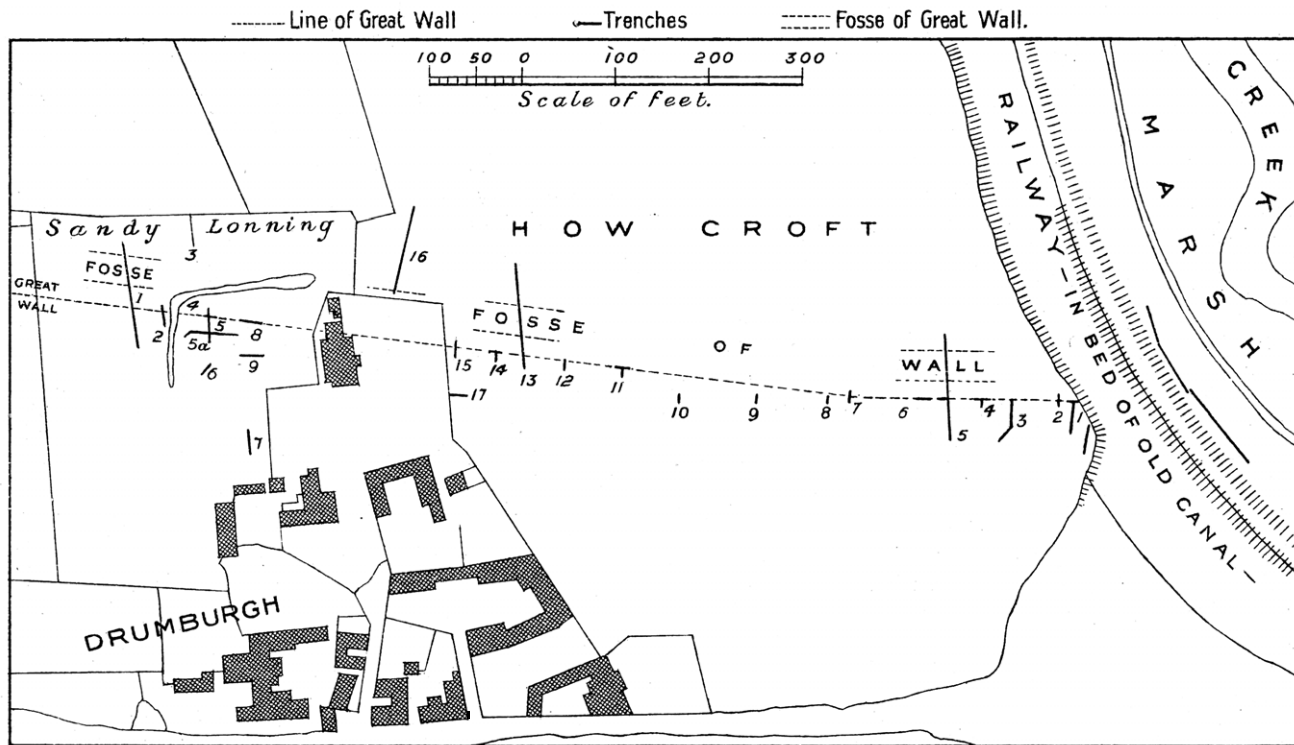 Line of Great Wall
Trenches
Fosse of Great Wall.
100 50 0 100 200 300
Scale of feet.
CREEK
MARSH
RAILWAY — IN BED OF OLD CANAL —
Sandy Lonning
3
16
HOW CROFT
FOSSE
1
GREAT
WALL
2
4
5
5a
6
8
9
7
FOSSE
OF
WALL
15
14
13
12
11
17
10
9
8
7
6
5
4
3
2
1
DRUMBURGH